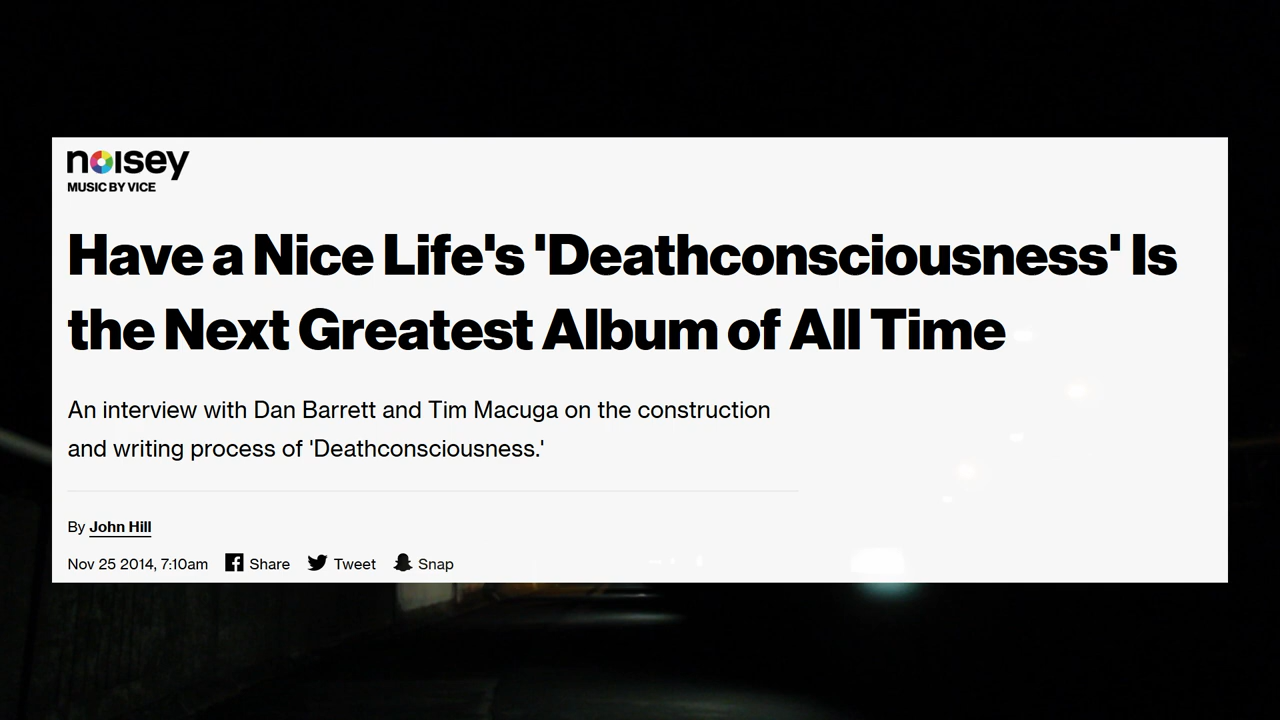 noisey
MUSIC BY VICE
Have a Nice Life's 'Deathconsciousness' Is
the Next Greatest Album of All Time
An interview with Dan Barrett and Tim Macuga on the construction
and writing process of 'Deathconsciousness.'
By John Hill
Nov 25 2014, 7:10am Share Tweet Snap